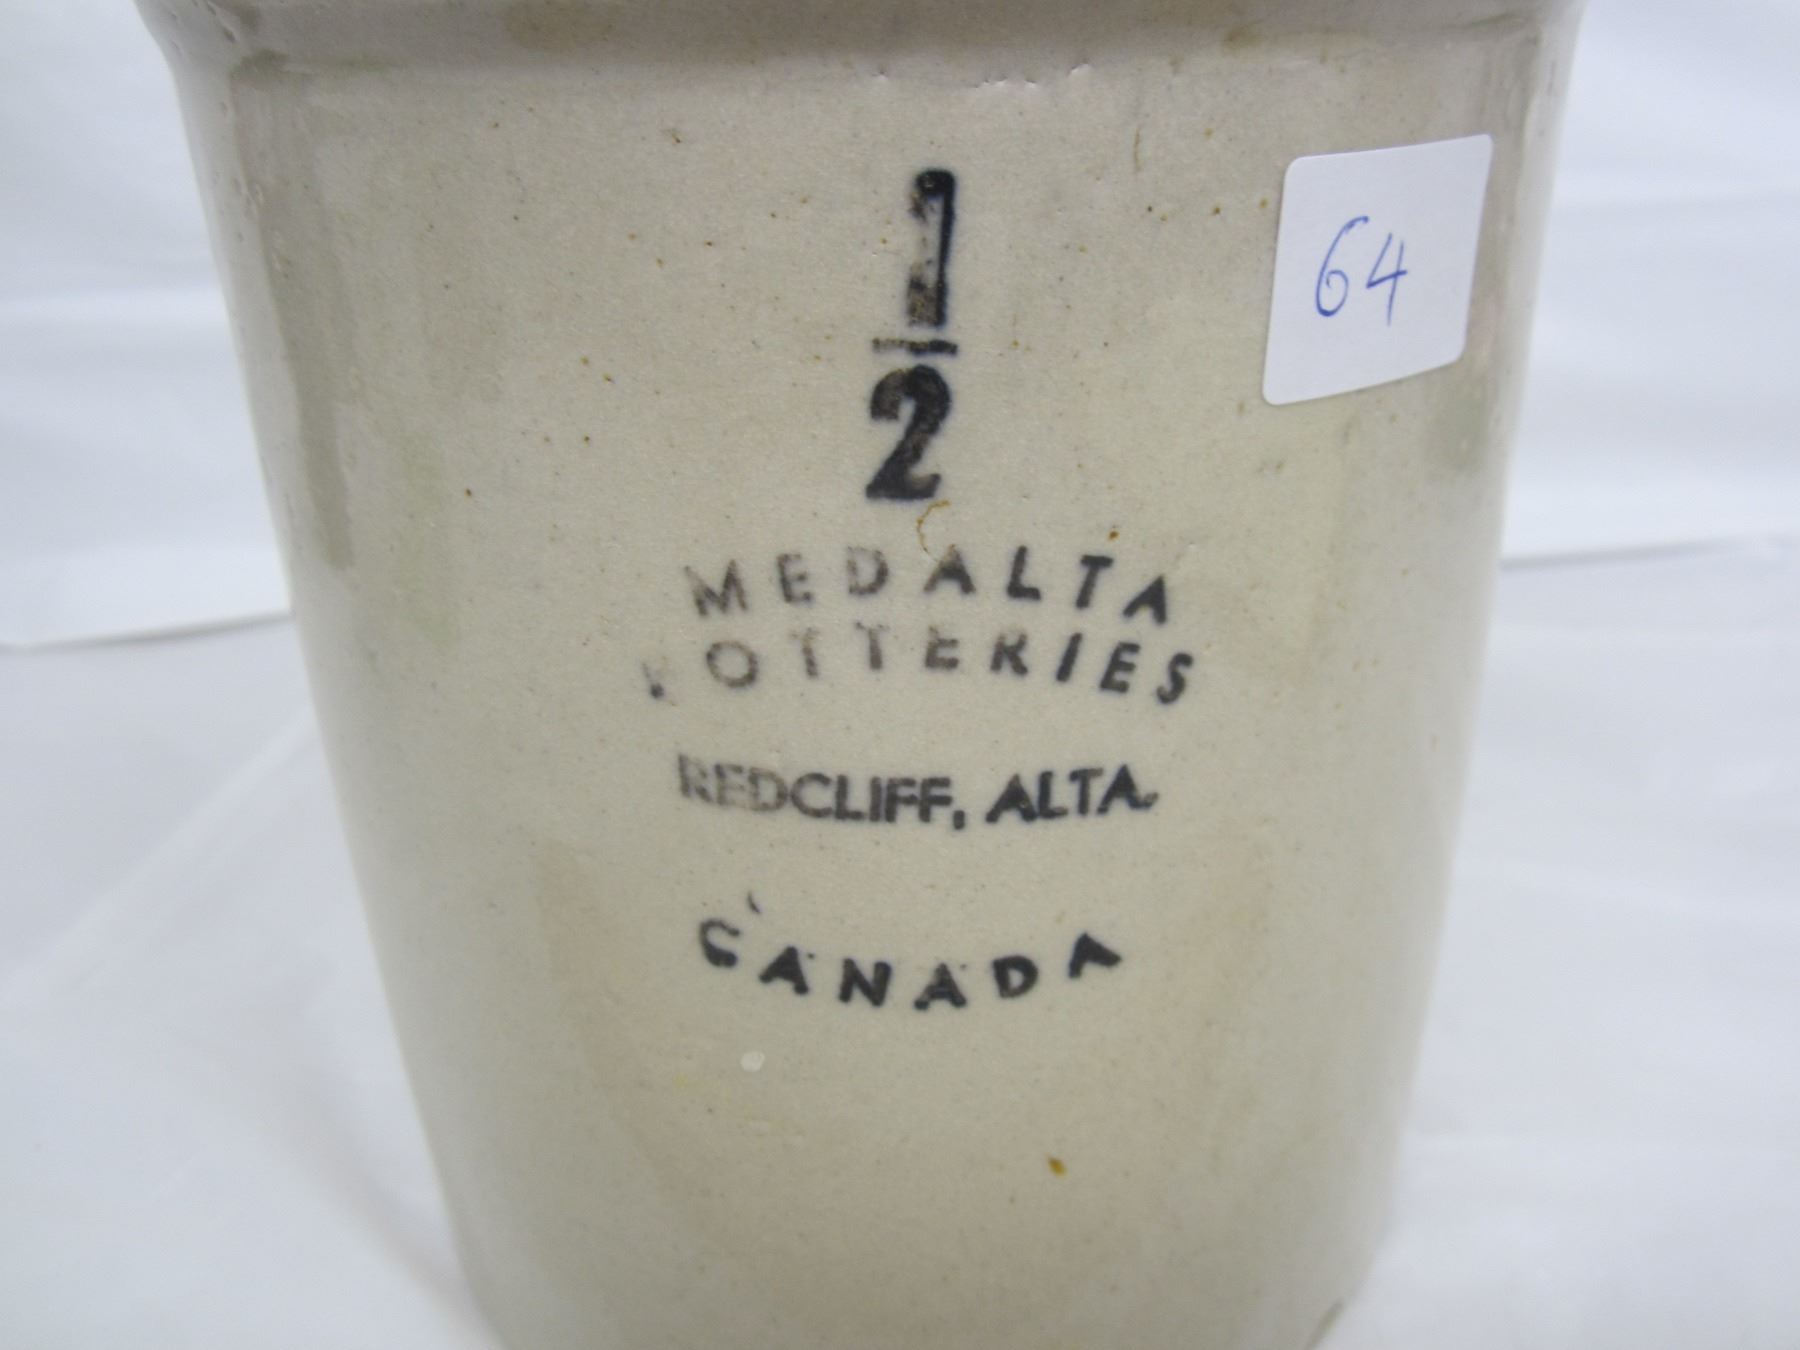 1
2
64
MEDALTA
POTTERIES
REDCLIFF, ALTA.
CANADA